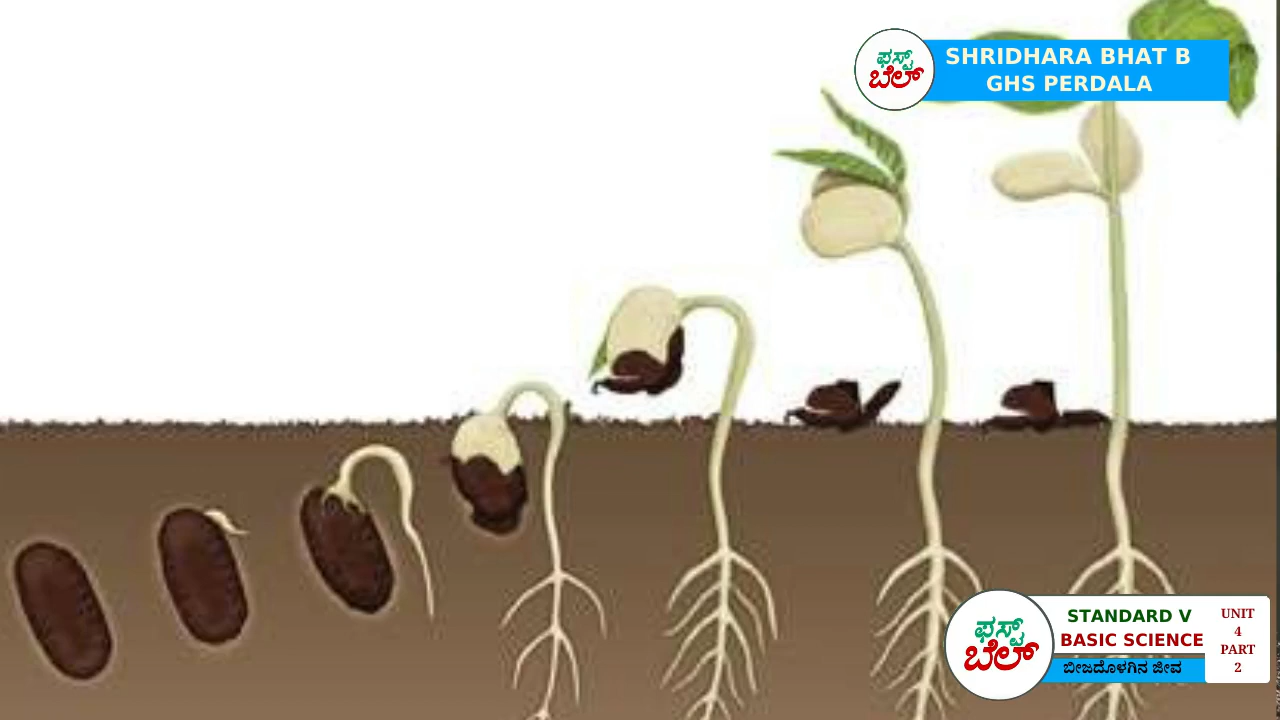 ಫಸ್ಟ್
ಬೆಲ್
SHRIDHARA BHAT B
GHS PERDALA
ಫಸ್ಟ್
ಬೆಲ್
STANDARD V
BASIC SCIENCE
ಬೀಜದೊಳಗಿನ ಜೀವ
UNIT
4
PART
2